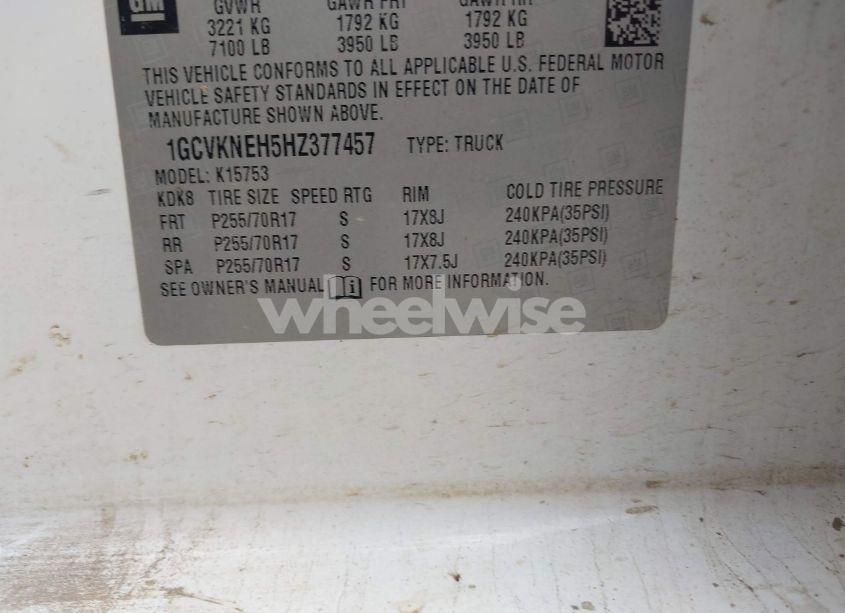 GM GVWR GAWR FRT GAWR RR
3221 KG 1792 KG 1792 KG
7100 LB 3950 LB 3950 LB
THIS VEHICLE CONFORMS TO ALL APPLICABLE U.S. FEDERAL MOTOR
VEHICLE SAFETY STANDARDS IN EFFECT ON THE DATE OF
MANUFACTURE SHOWN ABOVE.
1GCVKNEH5HZ377457 TYPE: TRUCK
MODEL: K15753
KDK8 TIRE SIZE SPEED RTG RIM COLD TIRE PRESSURE
FRT P255/70R17 S 17X8J 240KPA(35PSI)
RR P255/70R17 S 17X8J 240KPA(35PSI)
SPA P255/70R17 S 17X7.5J 240KPA(35PSI)
SEE OWNER'S MANUAL i FOR MORE INFORMATION.
wheelwise